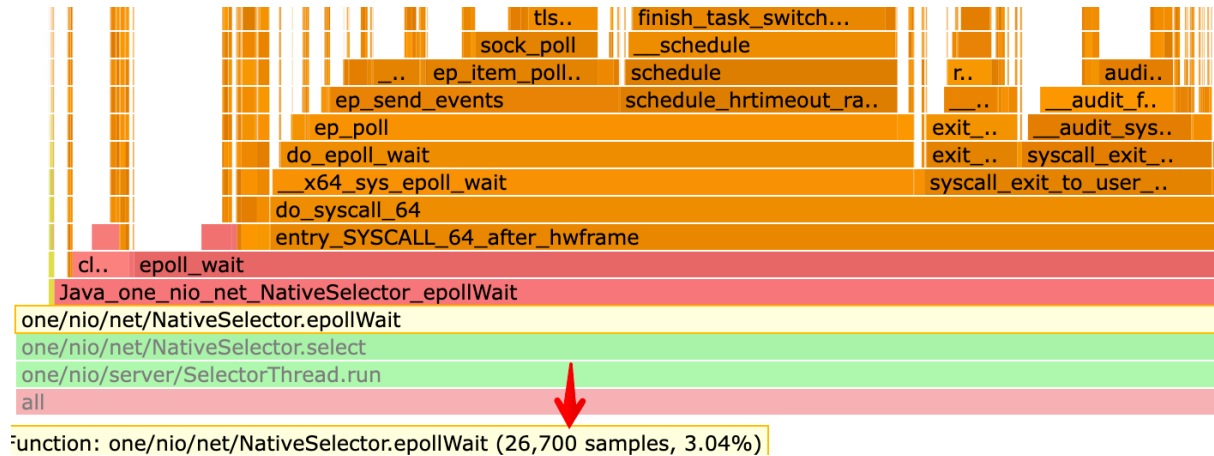 tls.. finish_task_switch...
sock_poll __schedule
_.. ep_item_poll.. schedule r.. audi..
ep_send_events schedule_hrtimeout_ra.. __.. __audit_f..
ep_poll exit_.. __audit_sys..
do_epoll_wait exit_.. syscall_exit_..
__x64_sys_epoll_wait syscall_exit_to_user_..
do_syscall_64
entry_SYSCALL_64_after_hwframe
cl.. epoll_wait
Java_one_nio_net_NativeSelector_epollWait
one/nio/net/NativeSelector.epollWait
one/nio/net/NativeSelector.select
one/nio/server/SelectorThread.run
all
Function: one/nio/net/NativeSelector.epollWait (26,700 samples, 3.04%)